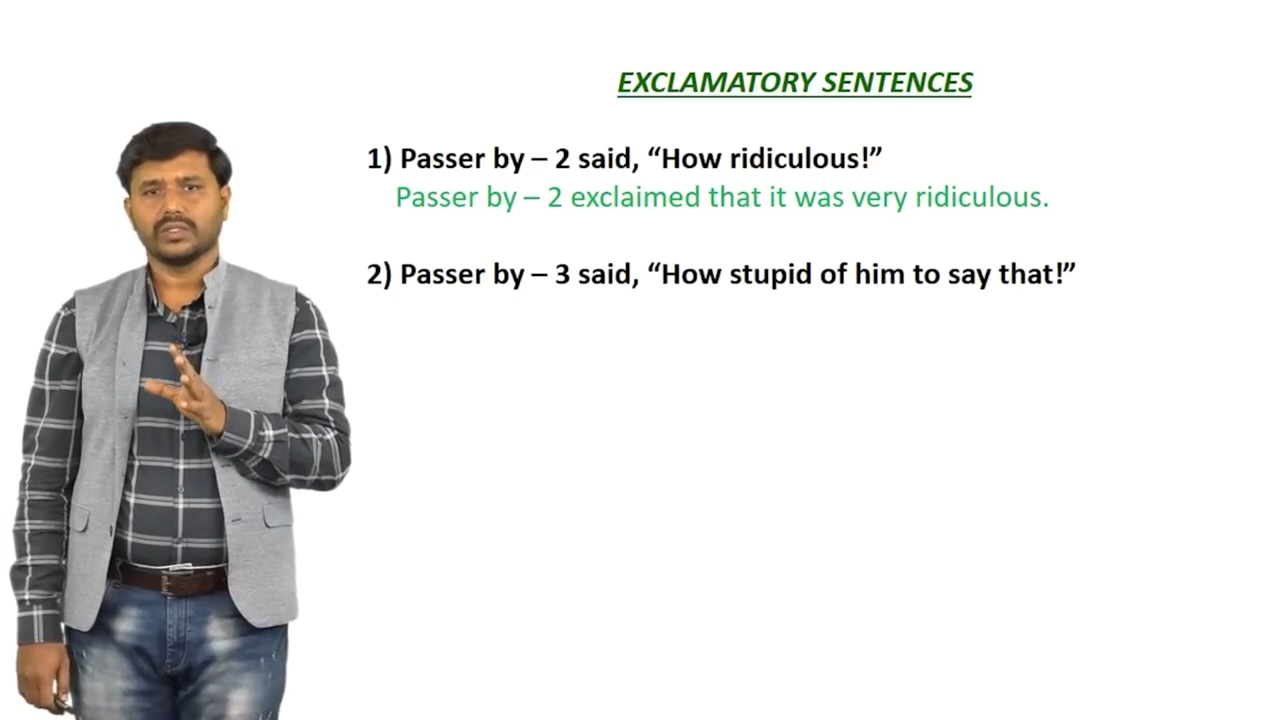 EXCLAMATORY SENTENCES
1) Passer by – 2 said, “How ridiculous!”
Passer by – 2 exclaimed that it was very ridiculous.
2) Passer by – 3 said, “How stupid of him to say that!”